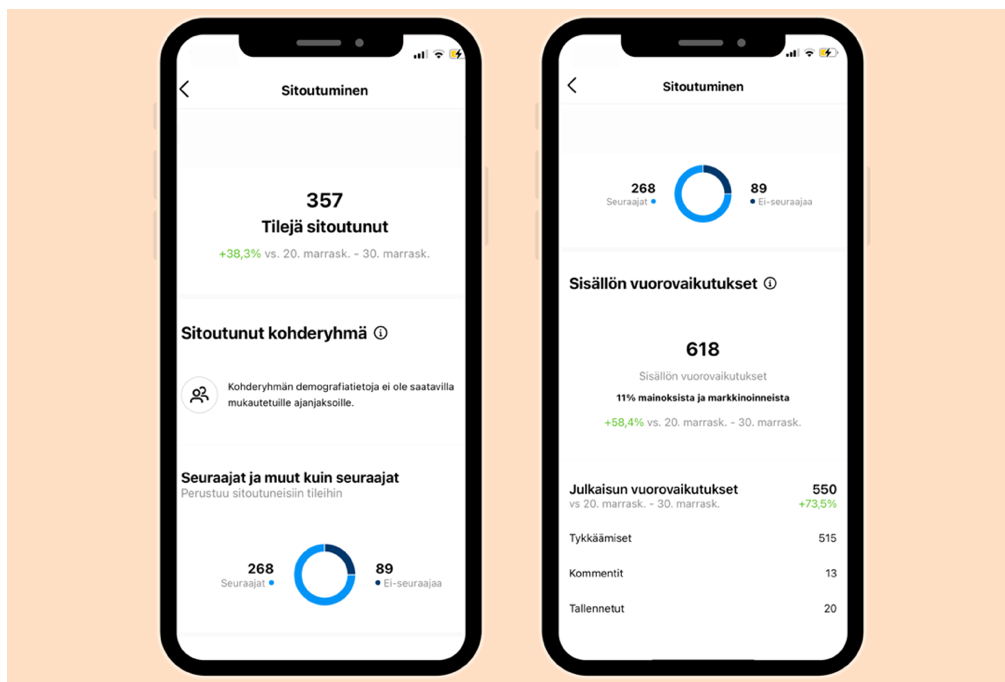 Sitoutuminen
357
Tilejä sitoutunut
+38,3% vs. 20. marrask. - 30. marrask.
Sitoutunut kohderyhmä
Kohderyhmän demografiatietoja ei ole saatavilla
mukautetuille ajanjaksoille.
Seuraajat ja muut kuin seuraajat
Perustuu sitoutuneisiin tileihin
268
Seuraajat
89
Ei-seuraajaa
Sitoutuminen
268
Seuraajat
89
Ei-seuraajaa
Sisällön vuorovaikutukset
618
Sisällön vuorovaikutukset
11% mainoksista ja markkinoinneista
+58,4% vs. 20. marrask. - 30. marrask.
Julkaisun vuorovaikutukset 550
vs 20. marrask. - 30. marrask. +73,5%
Tykkäämiset 515
Kommentit 13
Tallennetut 20